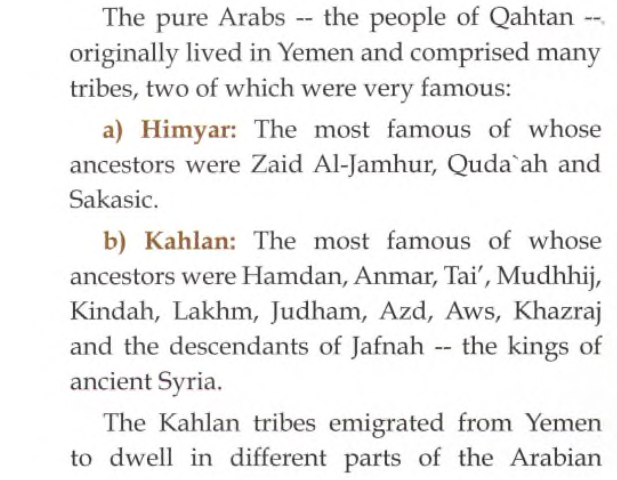 The pure Arabs -- the people of Qahtan --
originally lived in Yemen and comprised many
tribes, two of which were very famous:
a) Himyar: The most famous of whose
ancestors were Zaid Al-Jamhur, Quda`ah and
Sakasic.
b) Kahlan: The most famous of whose
ancestors were Hamdan, Anmar, Tai', Mudhhij,
Kindah, Lakhm, Judham, Azd, Aws, Khazraj
and the descendants of Jafnah -- the kings of
ancient Syria.
The Kahlan tribes emigrated from Yemen
to dwell in different parts of the Arabian